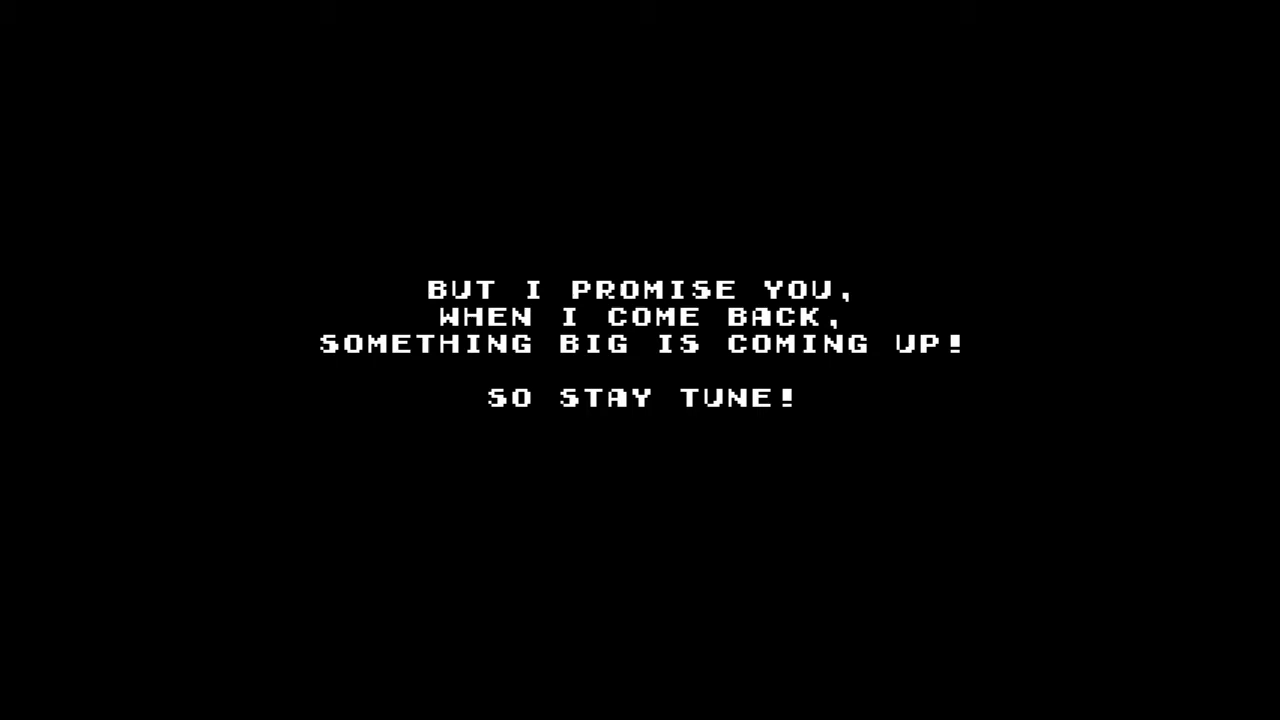 BUT I PROMISE YOU,
WHEN I COME BACK,
SOMETHING BIG IS COMING UP!
SO STAY TUNE!